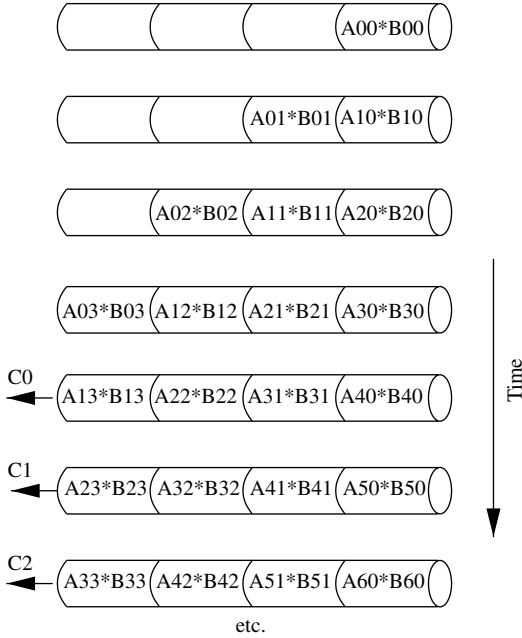 A00*B00
A01*B01 A10*B10
A02*B02 A11*B11 A20*B20
A03*B03 A12*B12 A21*B21 A30*B30
C0
A13*B13 A22*B22 A31*B31 A40*B40
Time
C1
A23*B23 A32*B32 A41*B41 A50*B50
C2
A33*B33 A42*B42 A51*B51 A60*B60
etc.